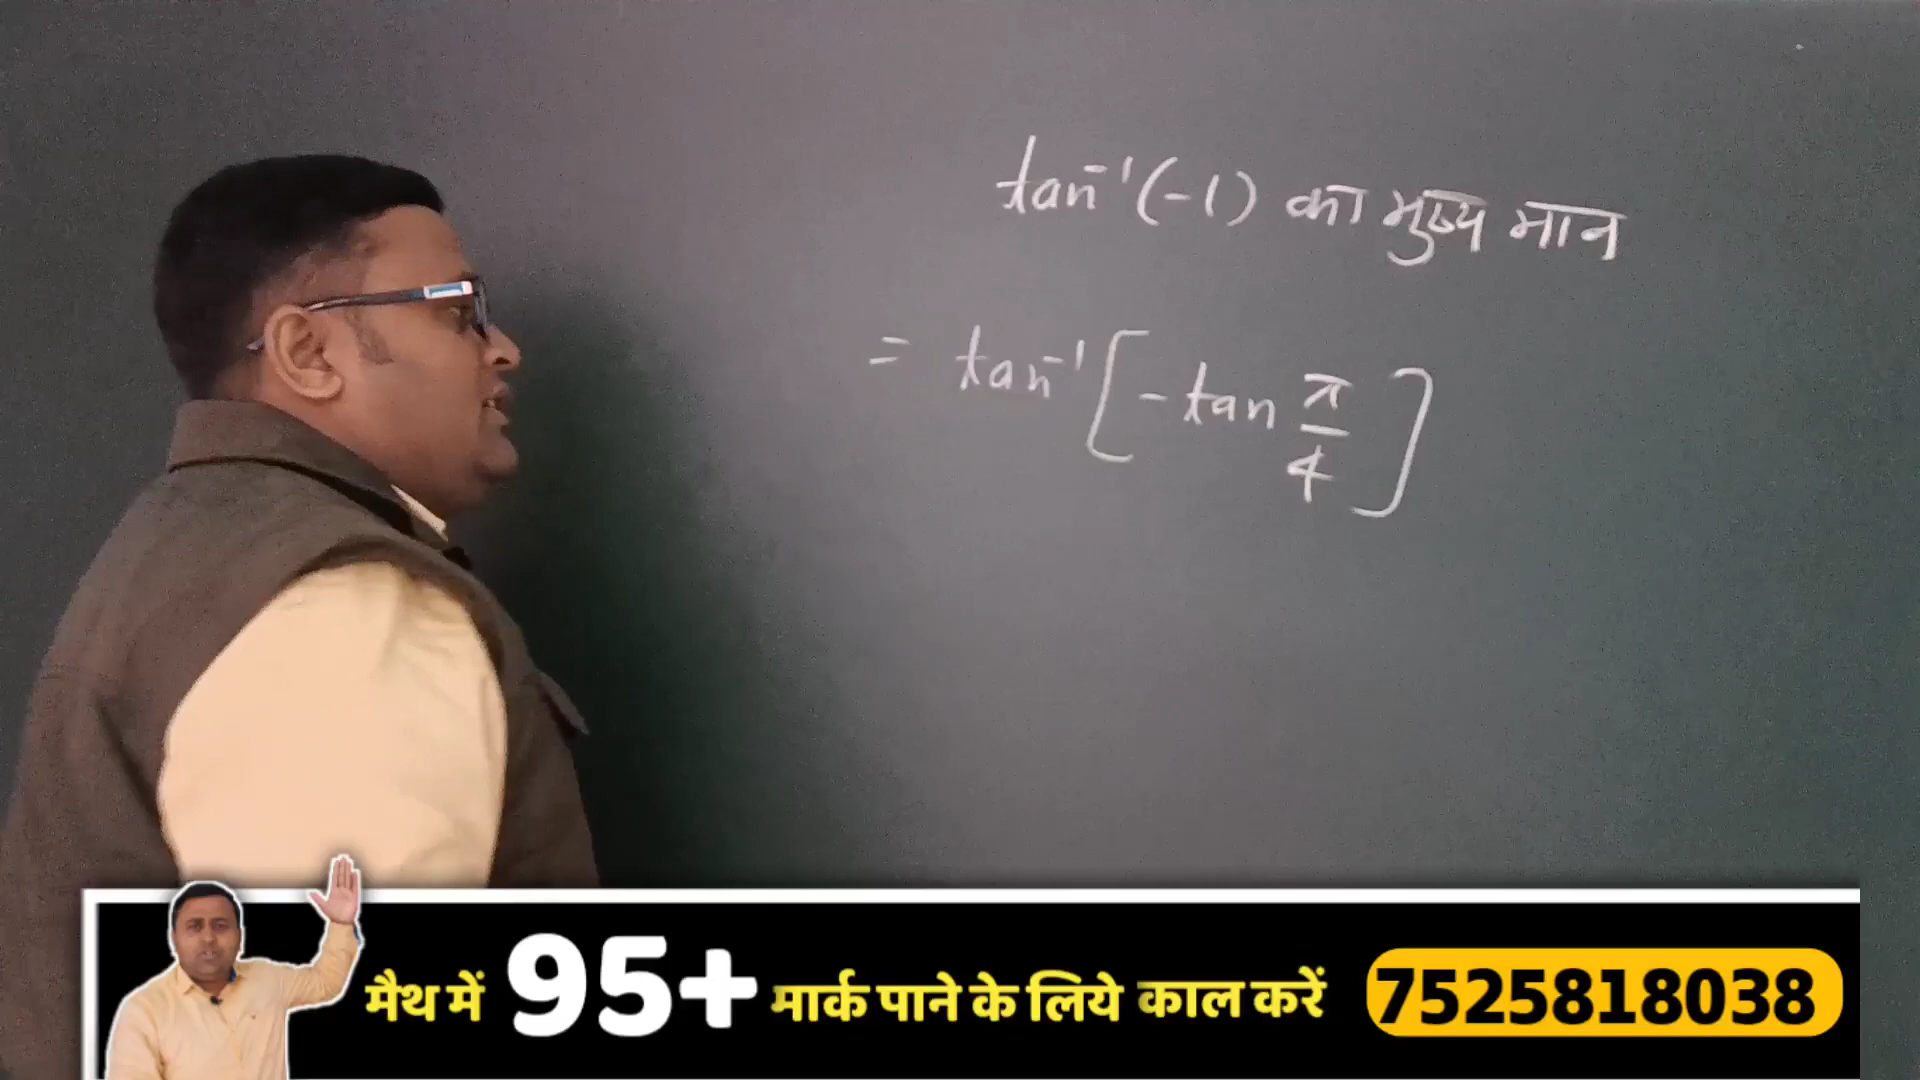 tan⁻¹(-1) का मुख्य मान
= tan⁻¹[-tan π/4]
मैथ में 95+ मार्क पाने के लिये काल करें 7525818038